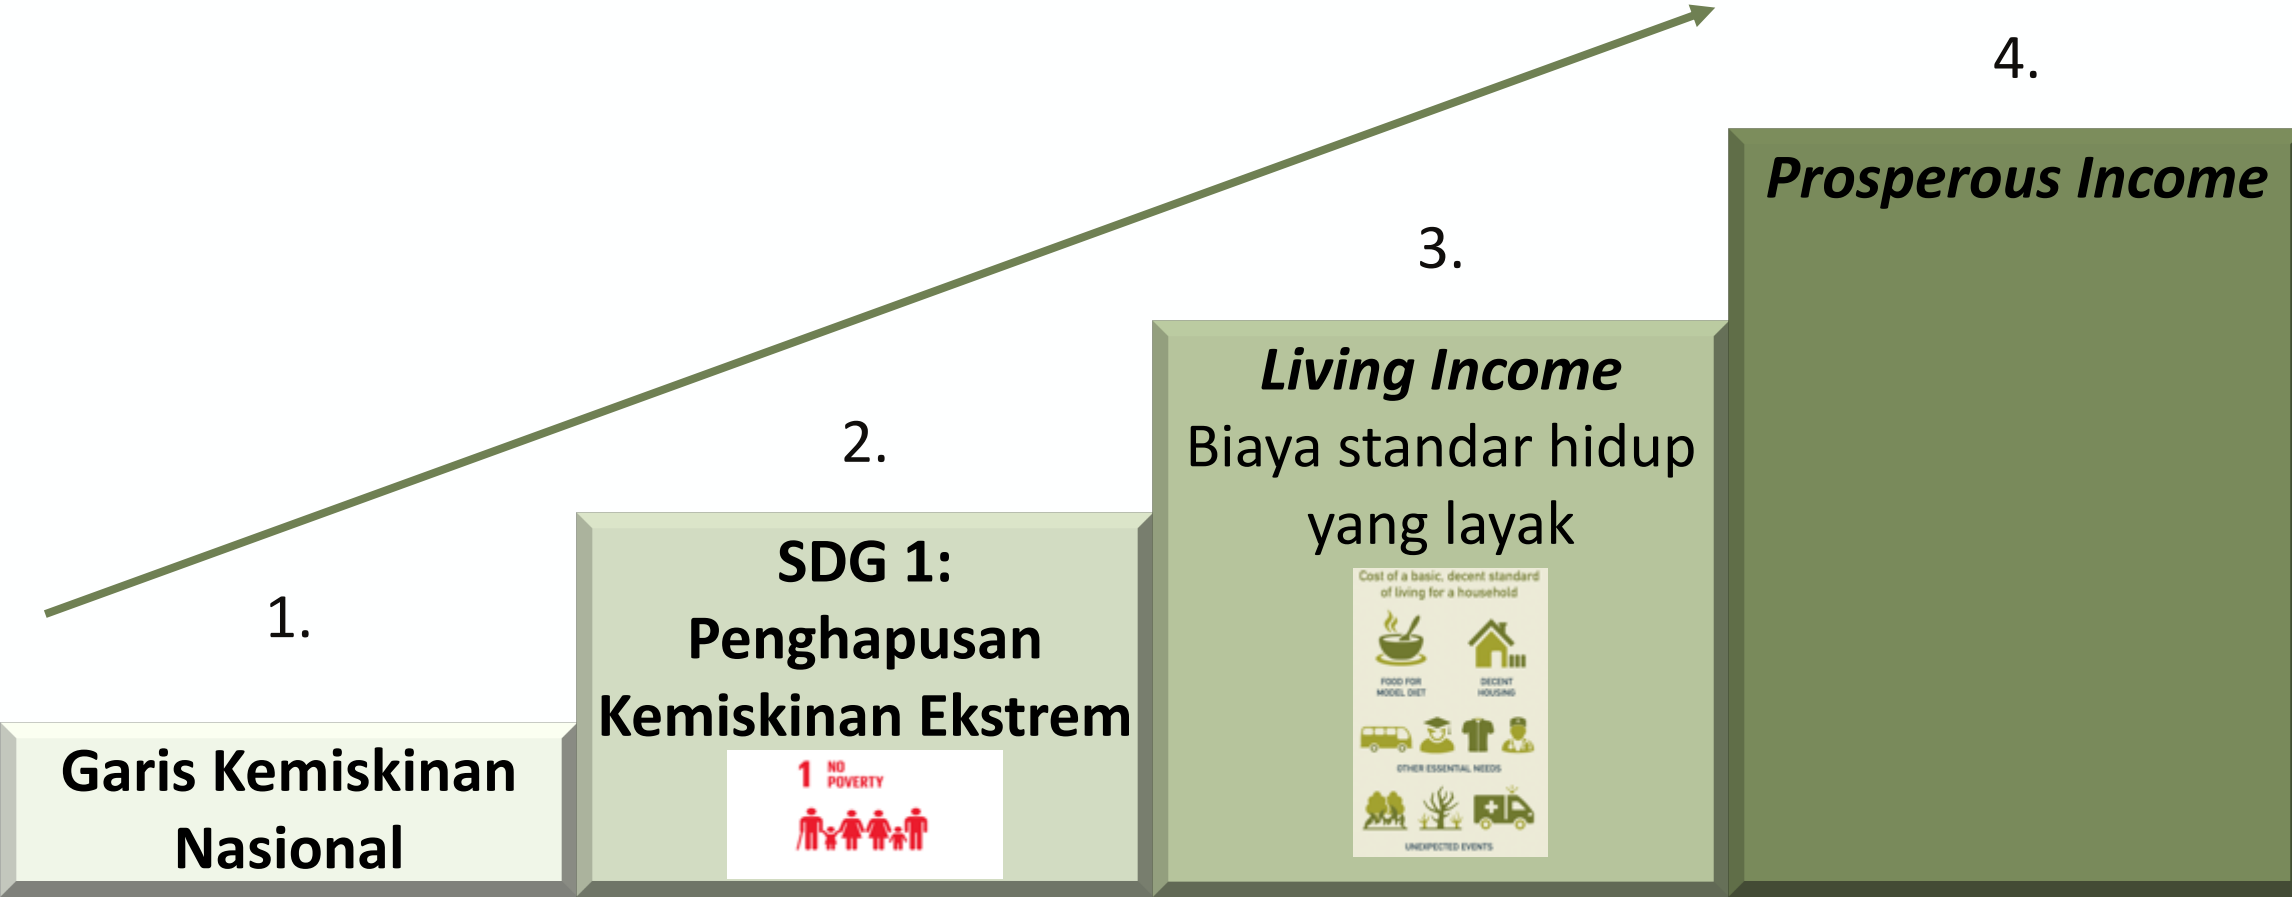 1.
Garis Kemiskinan
Nasional
2.
SDG 1:
Penghapusan
Kemiskinan Ekstrem
1 NO
POVERTY
3.
Living Income
Biaya standar hidup
yang layak
Cost of a basic, decent standard
of living for a household
FOOD FOR
MODEL DIET
DECENT
HOUSING
OTHER ESSENTIAL NEEDS
UNEXPECTED EVENTS
4.
Prosperous Income